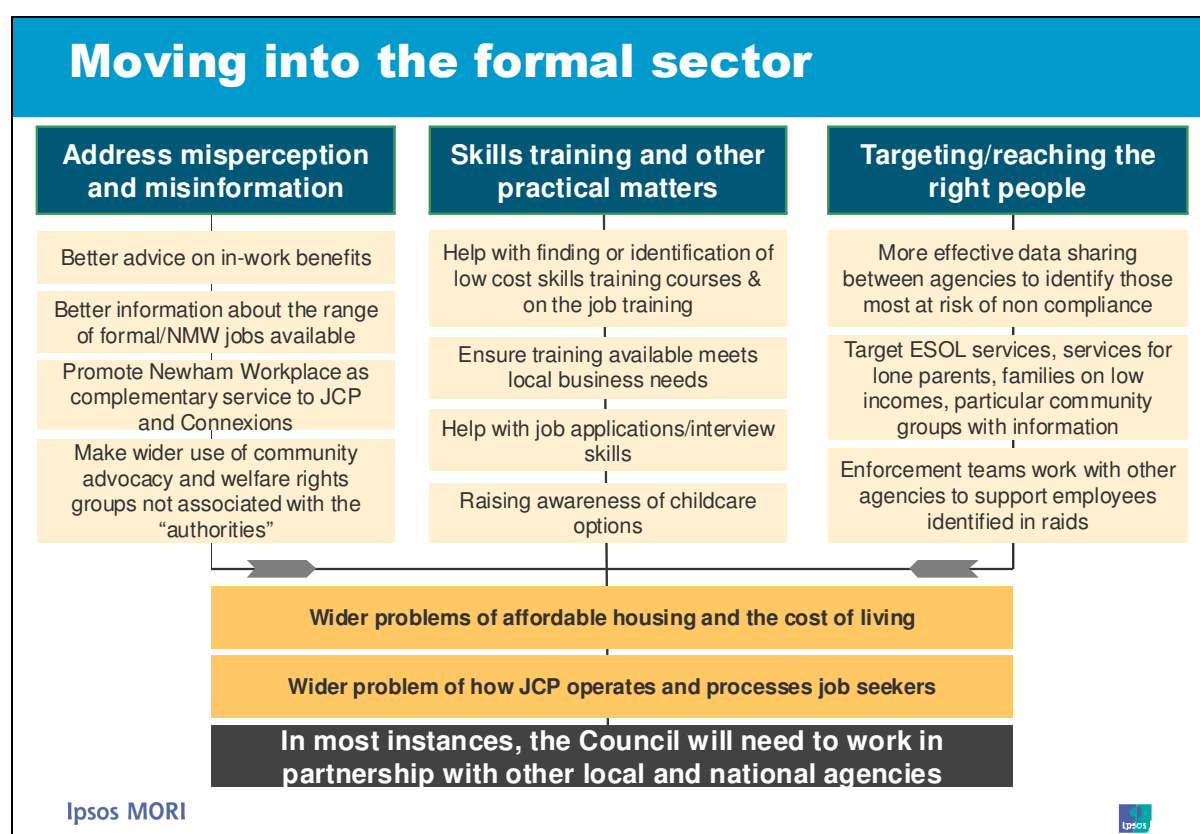 Moving into the formal sector
Address misperception
and misinformation
Better advice on in-work benefits
Better information about the range
of formal/NMW jobs available
Promote Newham Workplace as
complementary service to JCP
and Connexions
Make wider use of community
advocacy and welfare rights
groups not associated with the
“authorities”
Skills training and other
practical matters
Help with finding or identification of
low cost skills training courses &
on the job training
Ensure training available meets
local business needs
Help with job applications/interview
skills
Raising awareness of childcare
options
Targeting/reaching the
right people
More effective data sharing
between agencies to identify those
most at risk of non compliance
Target ESOL services, services for
lone parents, families on low
incomes, particular community
groups with information
Enforcement teams work with other
agencies to support employees
identified in raids
Wider problems of affordable housing and the cost of living
Wider problem of how JCP operates and processes job seekers
In most instances, the Council will need to work in
partnership with other local and national agencies
Ipsos MORI
Ipsos